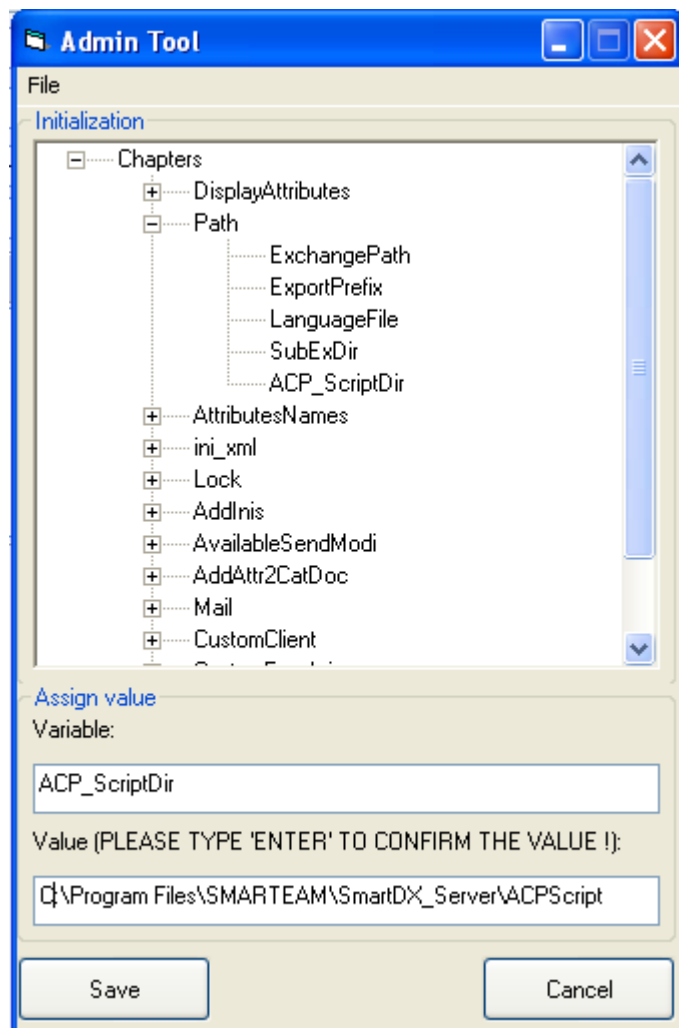 Admin Tool
File
Initialization
Chapters
DisplayAttributes
Path
ExchangePath
ExportPrefix
LanguageFile
SubExDir
ACP_ScriptDir
AttributesNames
ini_xml
Lock
AddInis
AvailableSendModi
AddAttr2CatDoc
Mail
CustomClient
Assign value
Variable:
ACP_ScriptDir
Value (PLEASE TYPE 'ENTER' TO CONFIRM THE VALUE !):
C:\Program Files\SMARTEAM\SmartDX_Server\ACPScript
Save Cancel